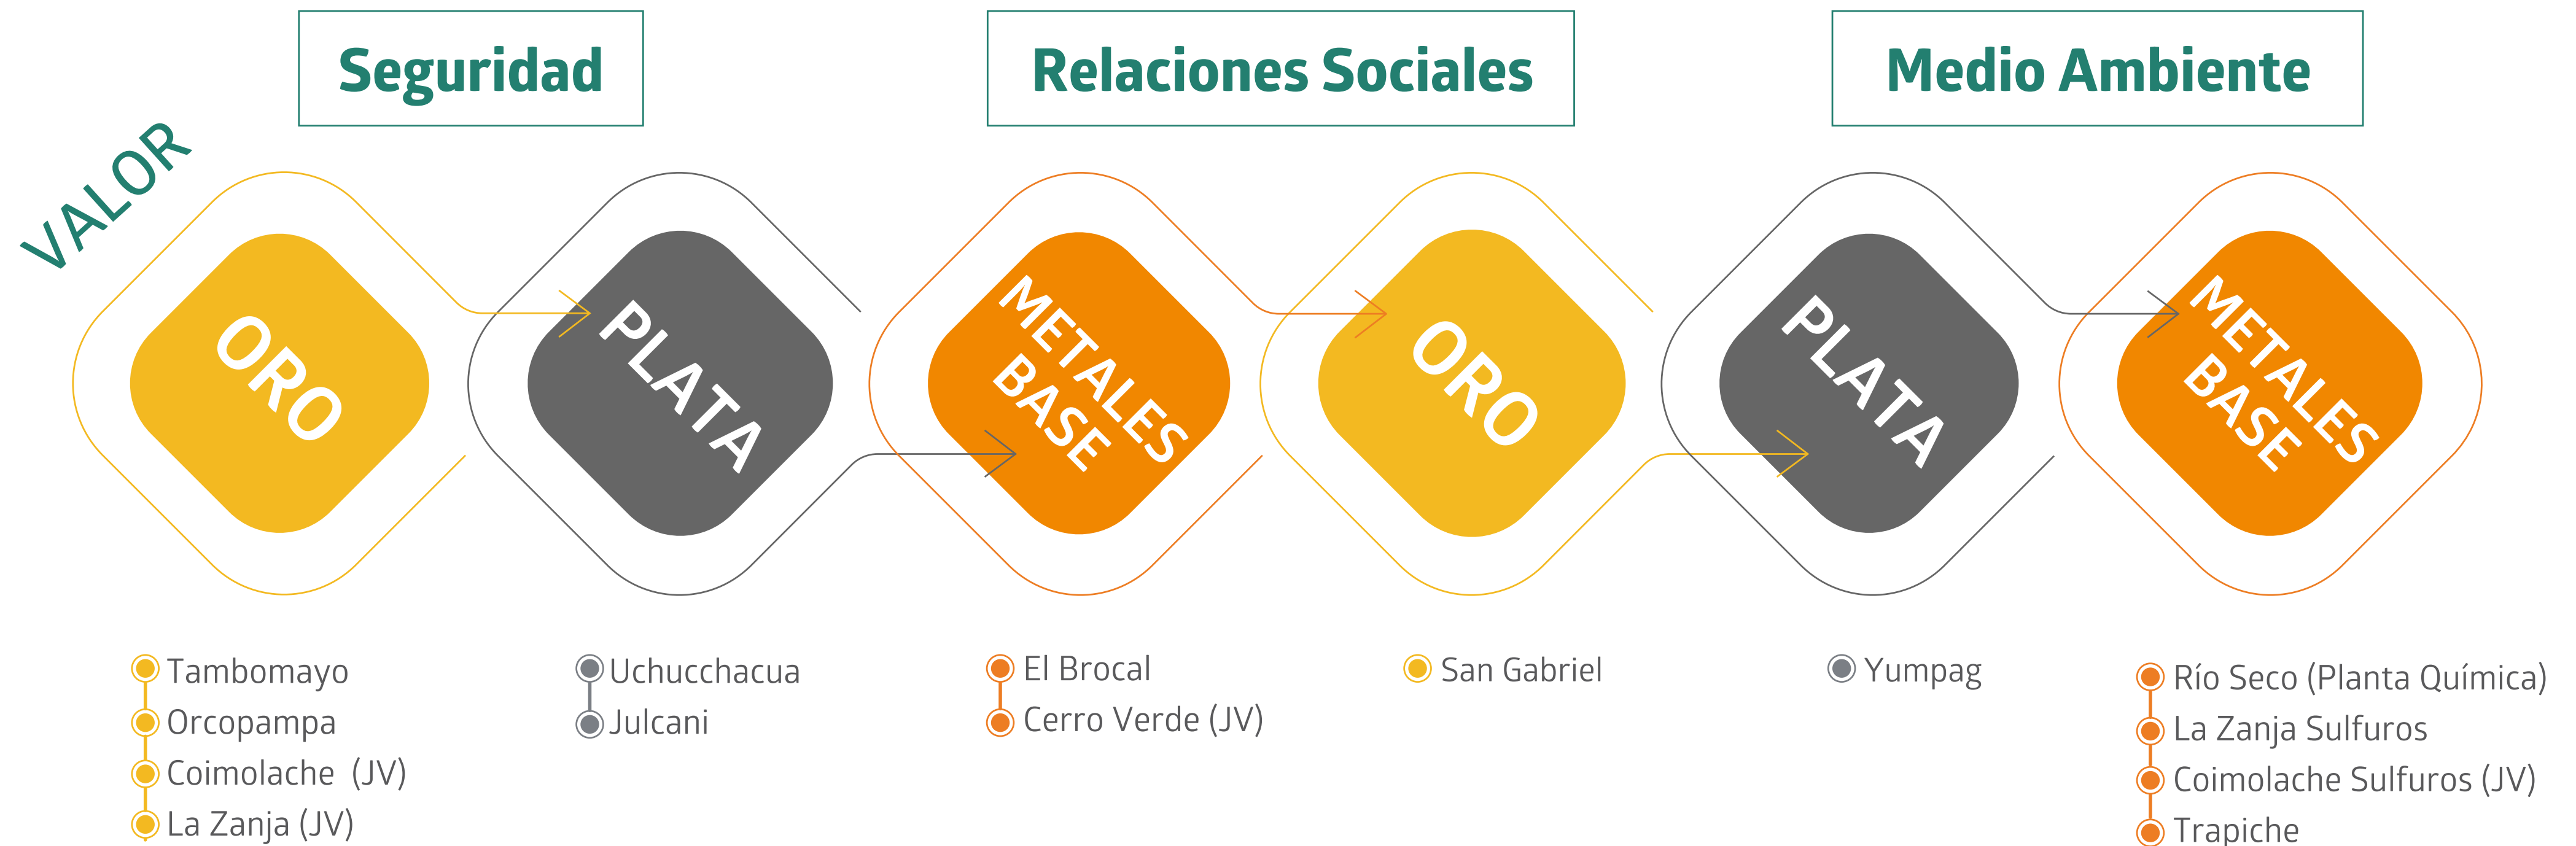 Seguridad
Relaciones Sociales
Medio Ambiente
VALOR
ORO
PLATA
METALES
BASE
ORO
PLATA
METALES
BASE
Tambomayo
Orcopampa
Coimolache (JV)
La Zanja (JV)
Uchucchacua
Julcani
El Brocal
Cerro Verde (JV)
San Gabriel
Yumpag
Río Seco (Planta Química)
La Zanja Sulfuros
Coimolache Sulfuros (JV)
Trapiche